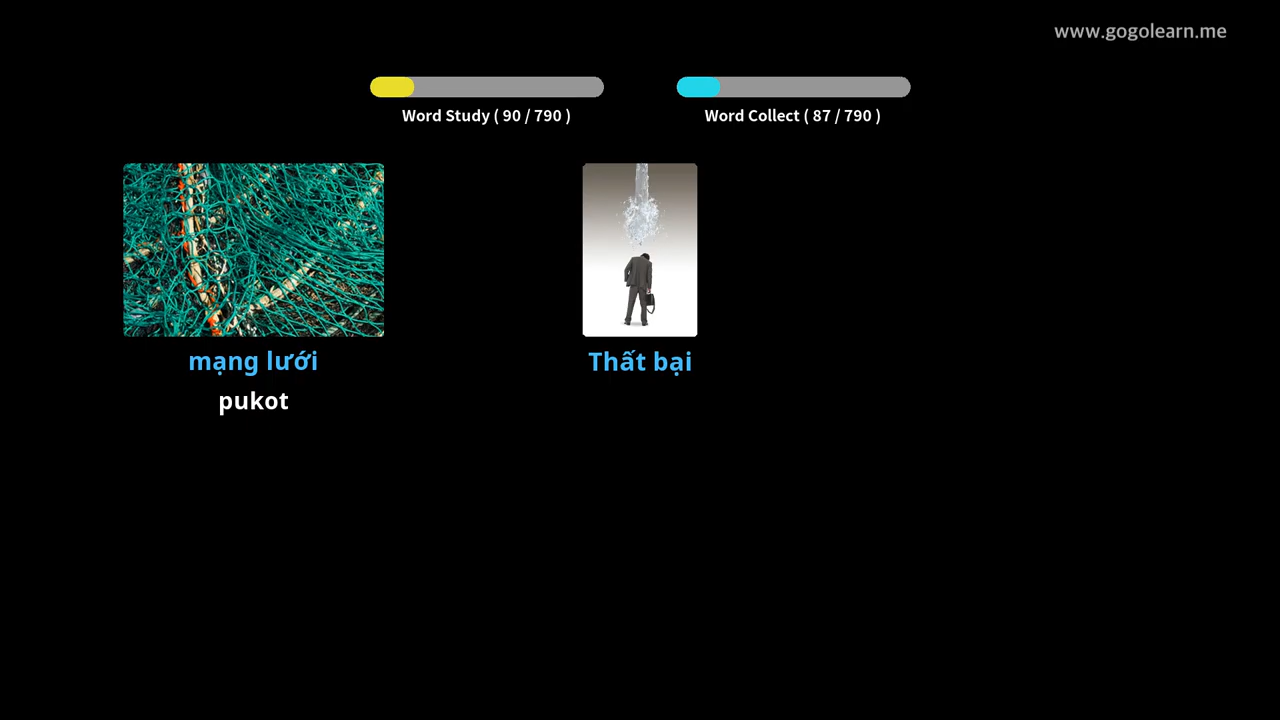 www.gogolearn.me
Word Study ( 90 / 790 )
Word Collect ( 87 / 790 )
mạng lưới
pukot
Thất bại